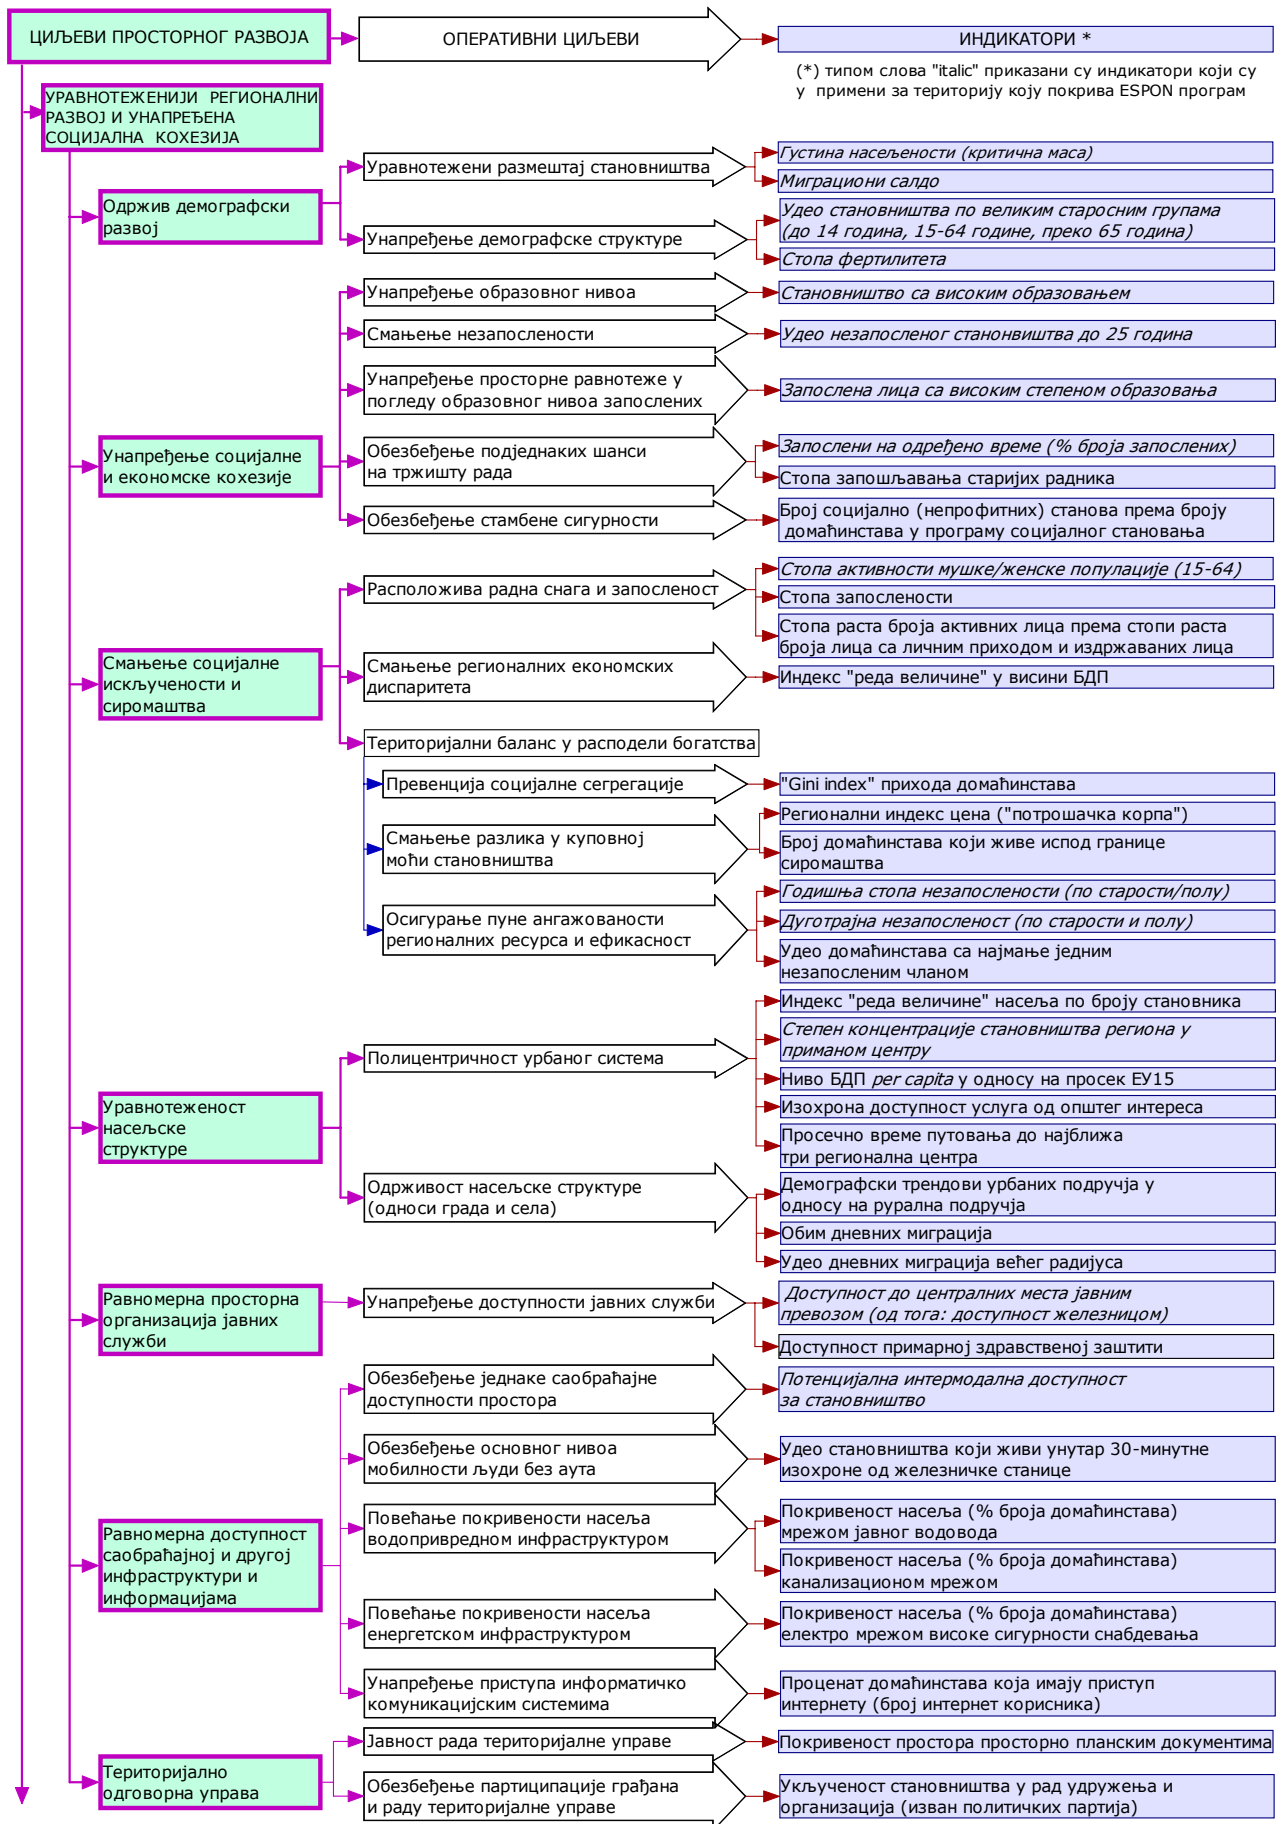 ЦИЉЕВИ ПРОСТОРНОГ РАЗВОЈА
ОПЕРАТИВНИ ЦИЉЕВИ
ИНДИКАТОРИ *
(*) типом слова "italic" приказани су индикатори који су
у примени за територију коју покрива ESPON програм
УРАВНОТЕЖЕНИЈИ РЕГИОНАЛНИ
РАЗВОЈ И УНАПРЕЂЕНА
СОЦИЈАЛНА КОХЕЗИЈА
Одржив демографски
развој
Уравнотежени размештај становништва
Густина насељености (критична маса)
Миграциони салдо
Унапређење демографске структуре
Удео становништва по великим старосним групама
(до 14 година, 15-64 године, преко 65 година)
Стопа фертилитета
Унапређење социјалне
и економске кохезије
Унапређење образовног нивоа
Становништво са високим образовањем
Смањење незапослености
Удео незапосленог станонвиштва до 25 година
Унапређење просторне равнотеже у
погледу образовног нивоа запослених
Запослена лица са високим степеном образовања
Обезбеђење подједнаких шанси
на тржишту рада
Запослени на одређено време (% броја запослених)
Стопа запошљавања старијих радника
Обезбеђење стамбене сигурности
Број социјално (непрофитних) станова према броју
домаћинстава у програму социјалног становања
Смањење социјалне
искључености и
сиромаштва
Расположива радна снага и запосленост
Стопа активности мушке/женске популације (15-64)
Стопа запослености
Стопа раста броја активних лица према стопи раста
броја лица са личним приходом и издржаваних лица
Смањење регионалних економских
диспаритета
Индекс "реда величине" у висини БДП
Територијални баланс у расподели богатства
Превенција социјалне сегрегације
"Gini index" прихода домаћинстава
Смањење разлика у куповној
моћи становништва
Регионални индекс цена ("потрошачка корпа")
Број домаћинстава који живе испод границе
сиромаштва
Осигурање пуне ангажованости
регионалних ресурса и ефикасност
Годишња стопа незапослености (по старости/полу)
Дуготрајна незапосленост (по старости и полу)
Удео домаћинстава са најмање једним
незапосленим чланом
Уравнотеженост
насељске
структуре
Полицентричност урбаног система
Индекс "реда величине" насеља по броју становника
Степен концентрације становништва региона у
приманом центру
Ниво БДП per capita у односу на просек ЕУ15
Изохрона доступност услуга од општег интереса
Просечно време путовања до најближа
три регионална центра
Одрживост насељске структуре
(односи града и села)
Демографски трендови урбаних подручја у
односу на рурална подручја
Обим дневних миграција
Удео дневних миграција већег радијуса
Равномерна просторна
организација јавних
служби
Унапређење доступности јавних служби
Доступност до централних места јавним
превозом (од тога: доступност железницом)
Доступност примарној здравственој заштити
Равномерна доступност
саобраћајној и другој
инфраструктури и
информацијама
Обезбеђење једнаке саобраћајне
доступности простора
Потенцијална интермодална доступност
за становништво
Обезбеђење основног нивоа
мобилности људи без аута
Удео становништва који живи унутар 30-минутне
изохроне од железничке станице
Повећање покривености насеља
водопривредном инфраструктуром
Покривеност насеља (% броја домаћинстава)
мрежом јавног водовода
Покривеност насеља (% броја домаћинстава)
канализационом мрежом
Повећање покривености насеља
енергетском инфраструктуром
Покривеност насеља (% броја домаћинстава)
електро мрежом високе сигурности снабдевања
Унапређење приступа информатичко
комуникацијским системима
Проценат домаћинстава која имају приступ
интернету (број интернет корисника)
Територијално
одговорна управа
Јавност рада територијалне управе
Покривеност простора просторно планским документима
Обезбеђење партиципације грађана
и раду територијалне управе
Укљученост становништва у рад удружења и
организација (изван политичких партија)